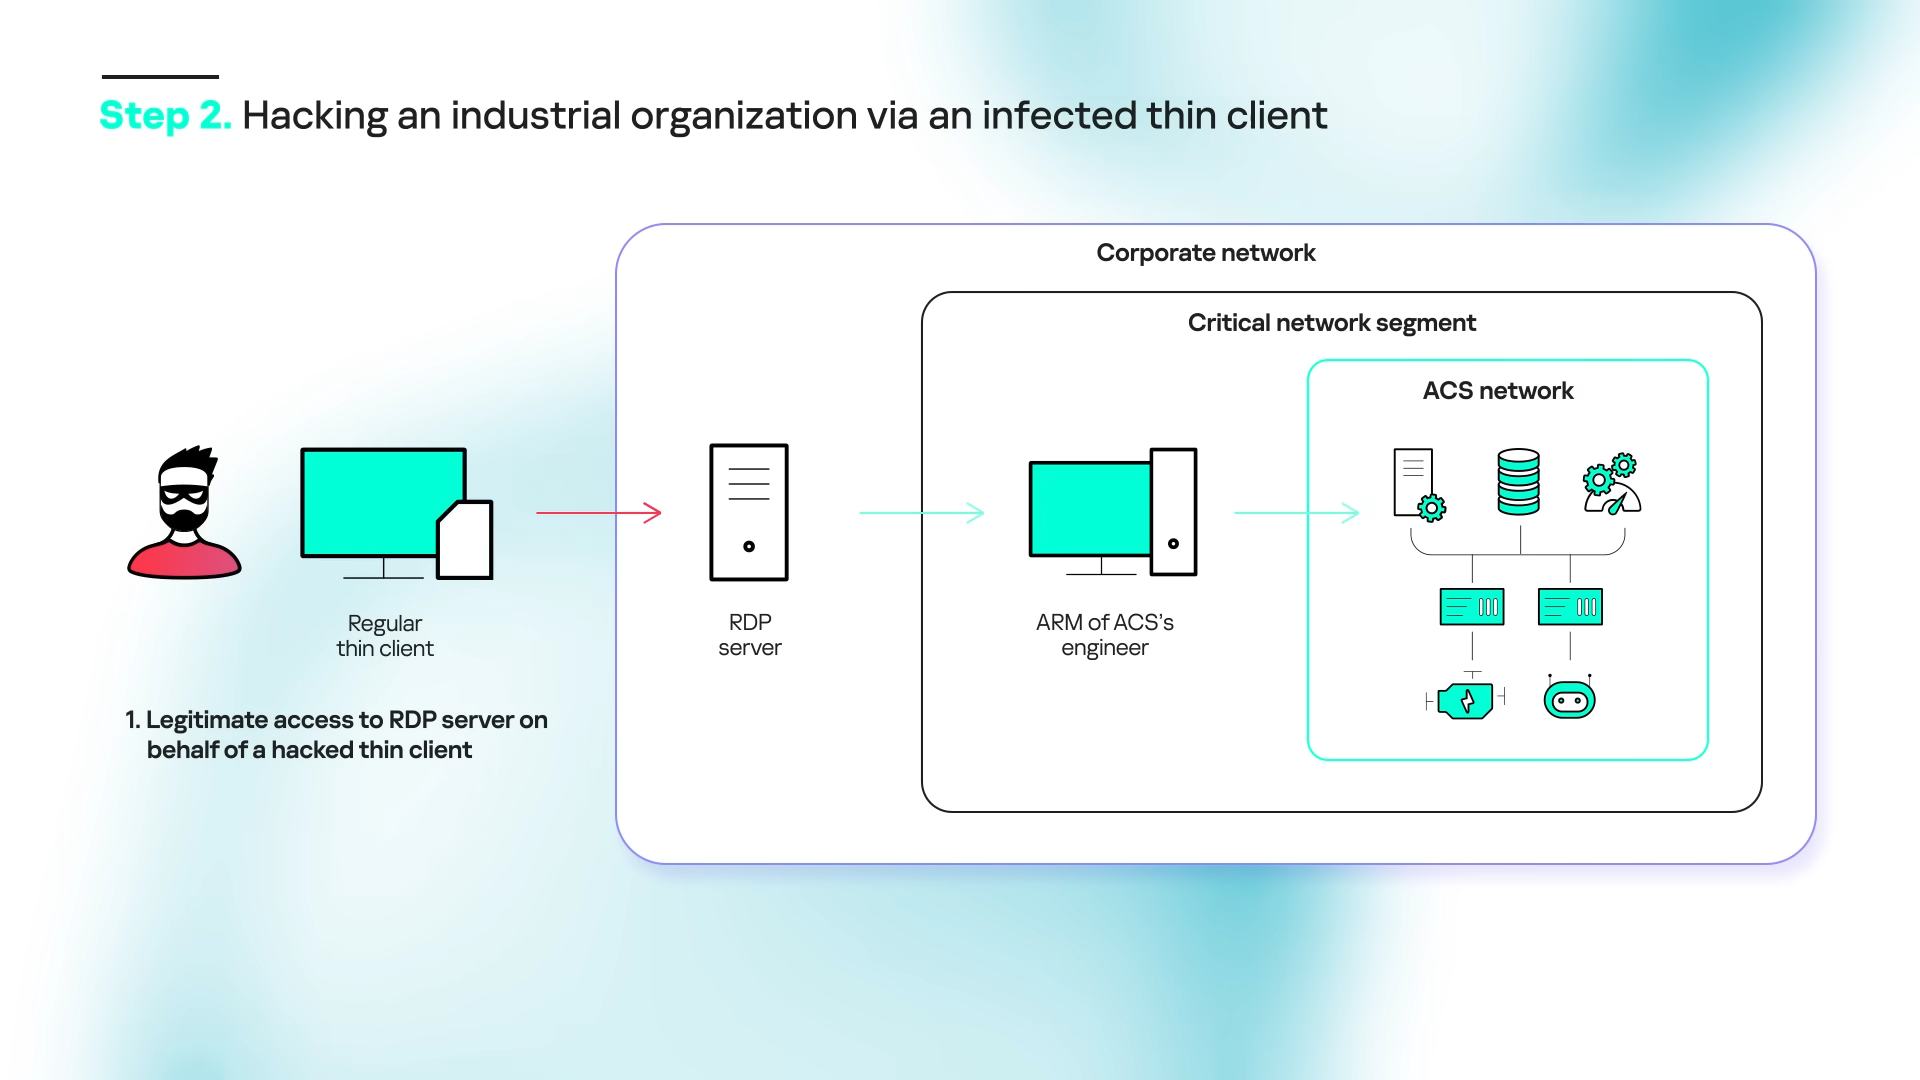 Step 2. Hacking an industrial organization via an infected thin client
Corporate network
Critical network segment
ACS network
Regular
thin client
RDP
server
ARM of ACS’s
engineer
1. Legitimate access to RDP server on
behalf of a hacked thin client